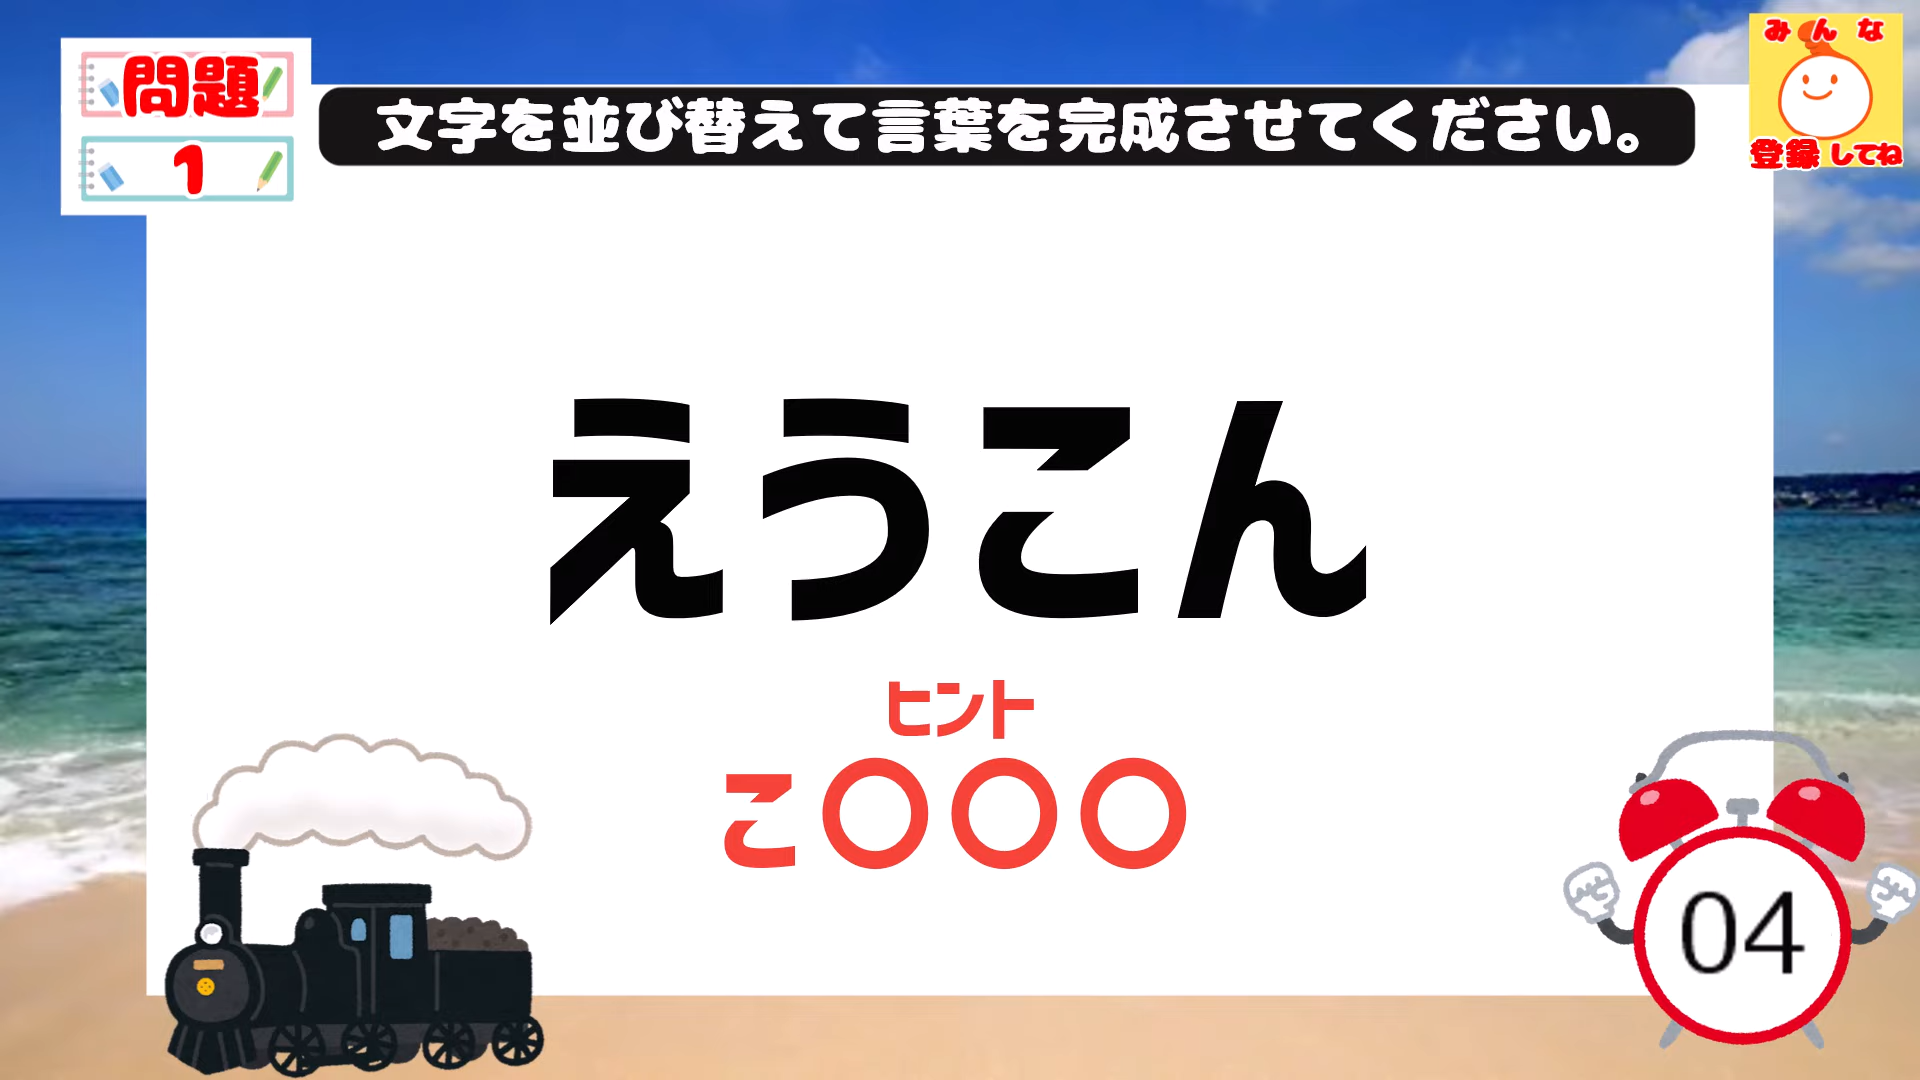 問題
1
文字を並び替えて言葉を完成させてください。
みんな
登録してね
えうこん
ヒント
こ〇〇〇
04